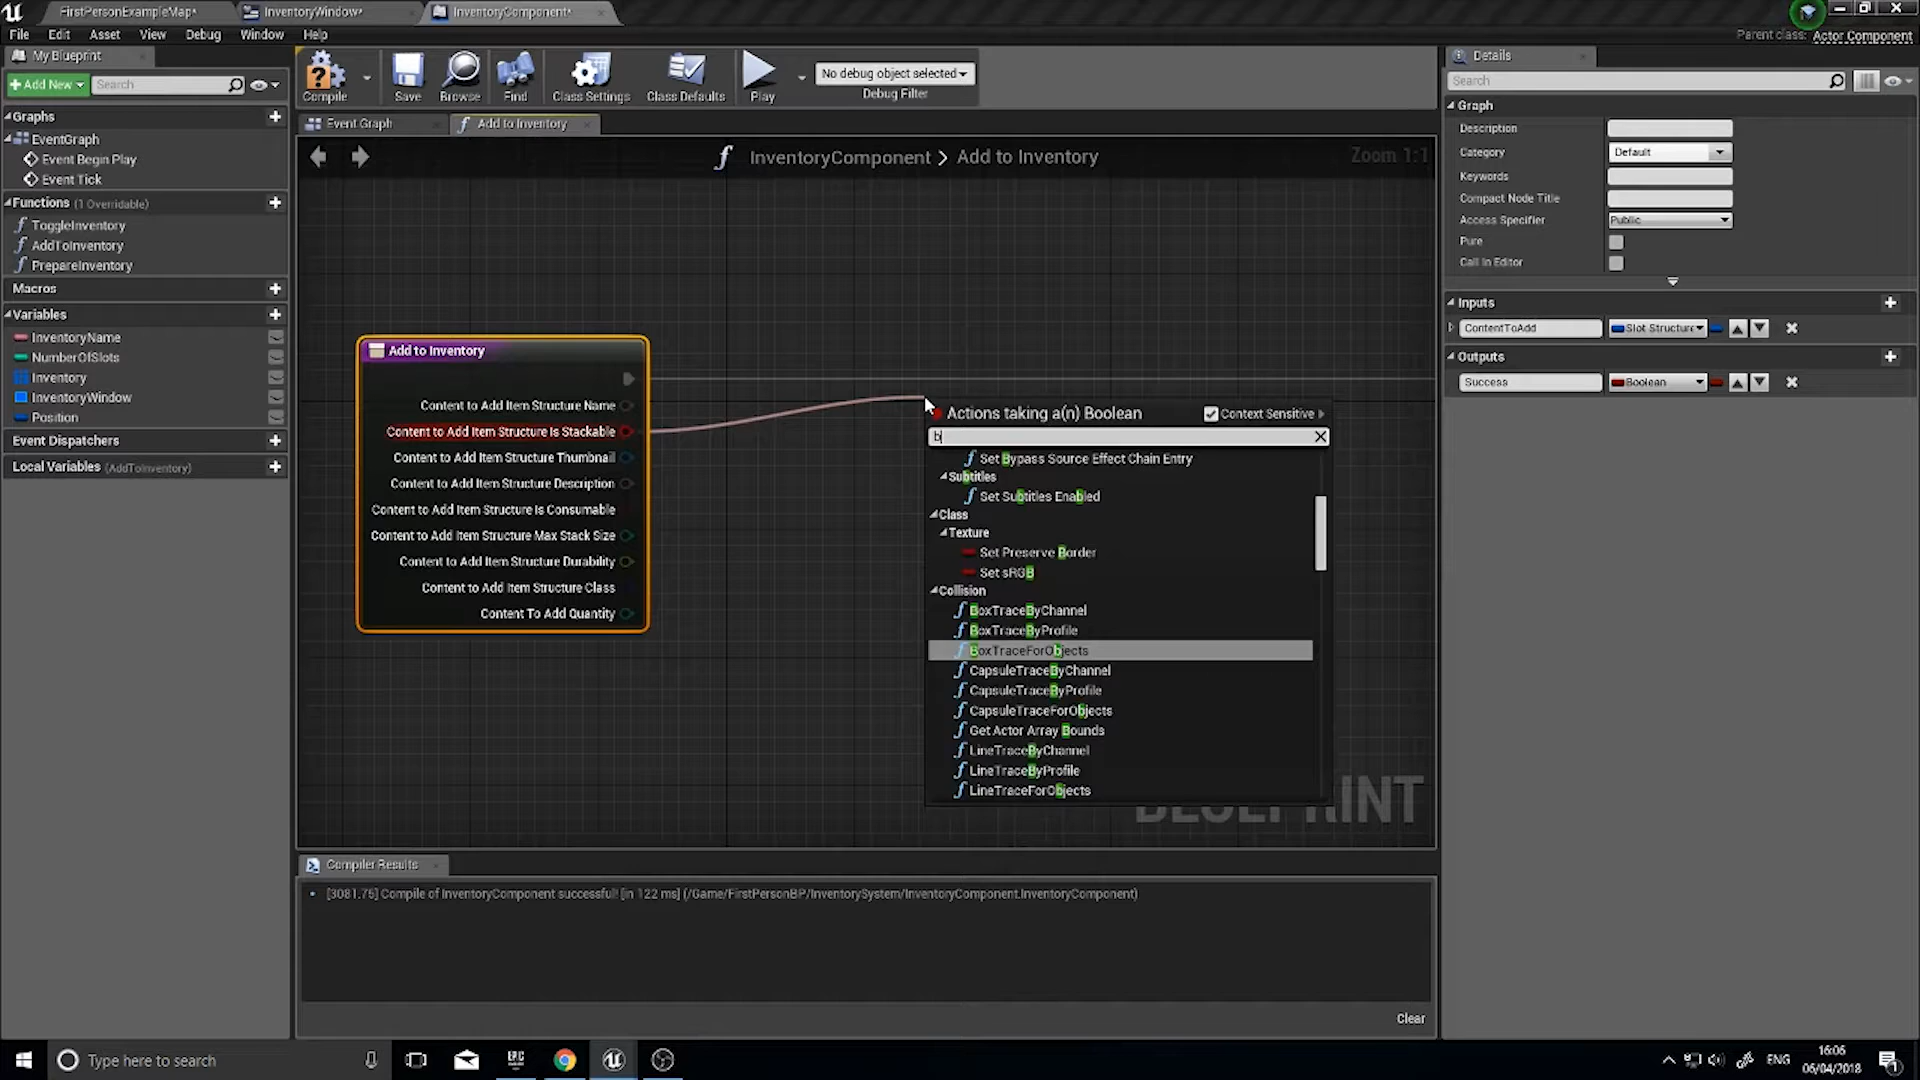 FirstPersonExampleMap*
InventoryWindow*
InventoryComponent*
File Edit Asset View Debug Window Help
Parent class: Actor Component
My Blueprint
Add New
Search
Graphs
EventGraph
Event Begin Play
Event Tick
Functions (1 Overridable)
ToggleInventory
AddToInventory
PrepareInventory
Macros
Variables
InventoryName
NumberOfSlots
Inventory
InventoryWindow
Position
Event Dispatchers
Local Variables (AddToInventory)
Compile
Save
Browse
Find
Class Settings
Class Defaults
Play
No debug object selected
Debug Filter
Event Graph
Add to Inventory
InventoryComponent > Add to Inventory
Zoom 1:1
Add to Inventory
Content to Add Item Structure Name
Content to Add Item Structure Is Stackable
Content to Add Item Structure Thumbnail
Content to Add Item Structure Description
Content to Add Item Structure Is Consumable
Content to Add Item Structure Max Stack Size
Content to Add Item Structure Durability
Content to Add Item Structure Class
Content To Add Quantity
Actions taking a(n) Boolean
Context Sensitive
b
Set Bypass Source Effect Chain Entry
Subtitles
Set Subtitles Enabled
Class
Texture
Set Preserve Border
Set sRGB
Collision
BoxTraceByChannel
BoxTraceByProfile
BoxTraceForObjects
CapsuleTraceByChannel
CapsuleTraceByProfile
CapsuleTraceForObjects
Get Actor Array Bounds
LineTraceByChannel
LineTraceByProfile
LineTraceForObjects
BLUEPRINT
Compiler Results
[3081.75] Compile of InventoryComponent successful! [in 122 ms] (/Game/FirstPersonBP/InventorySystem/InventoryComponent.InventoryComponent)
Clear
Details
Search
Graph
Description
Category
Default
Keywords
Compact Node Title
Access Specifier
Public
Pure
Call In Editor
Inputs
ContentToAdd
Slot Structure
Outputs
Success
Boolean
Type here to search
EPIC
ENG
16:06
05/04/2018
1